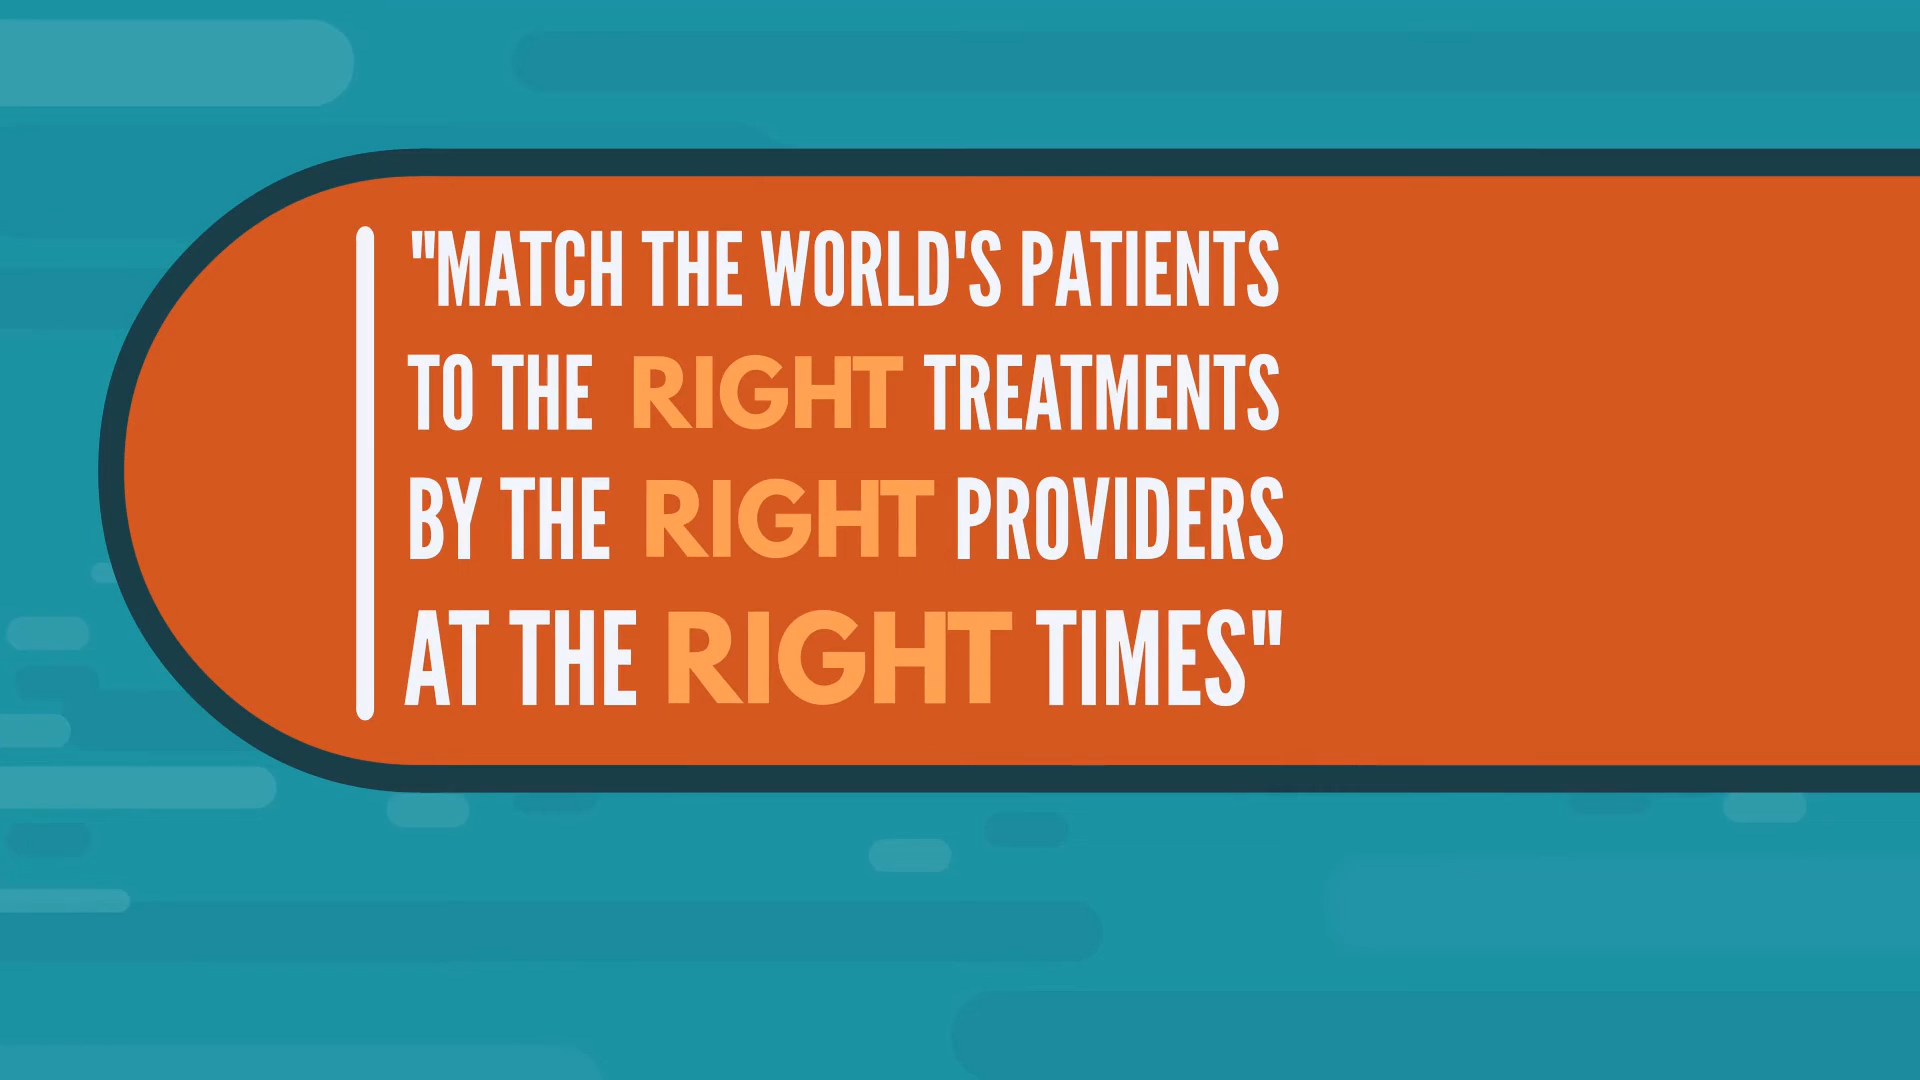 "MATCH THE WORLD'S PATIENTS
TO THE RIGHT TREATMENTS
BY THE RIGHT PROVIDERS
AT THE RIGHT TIMES"